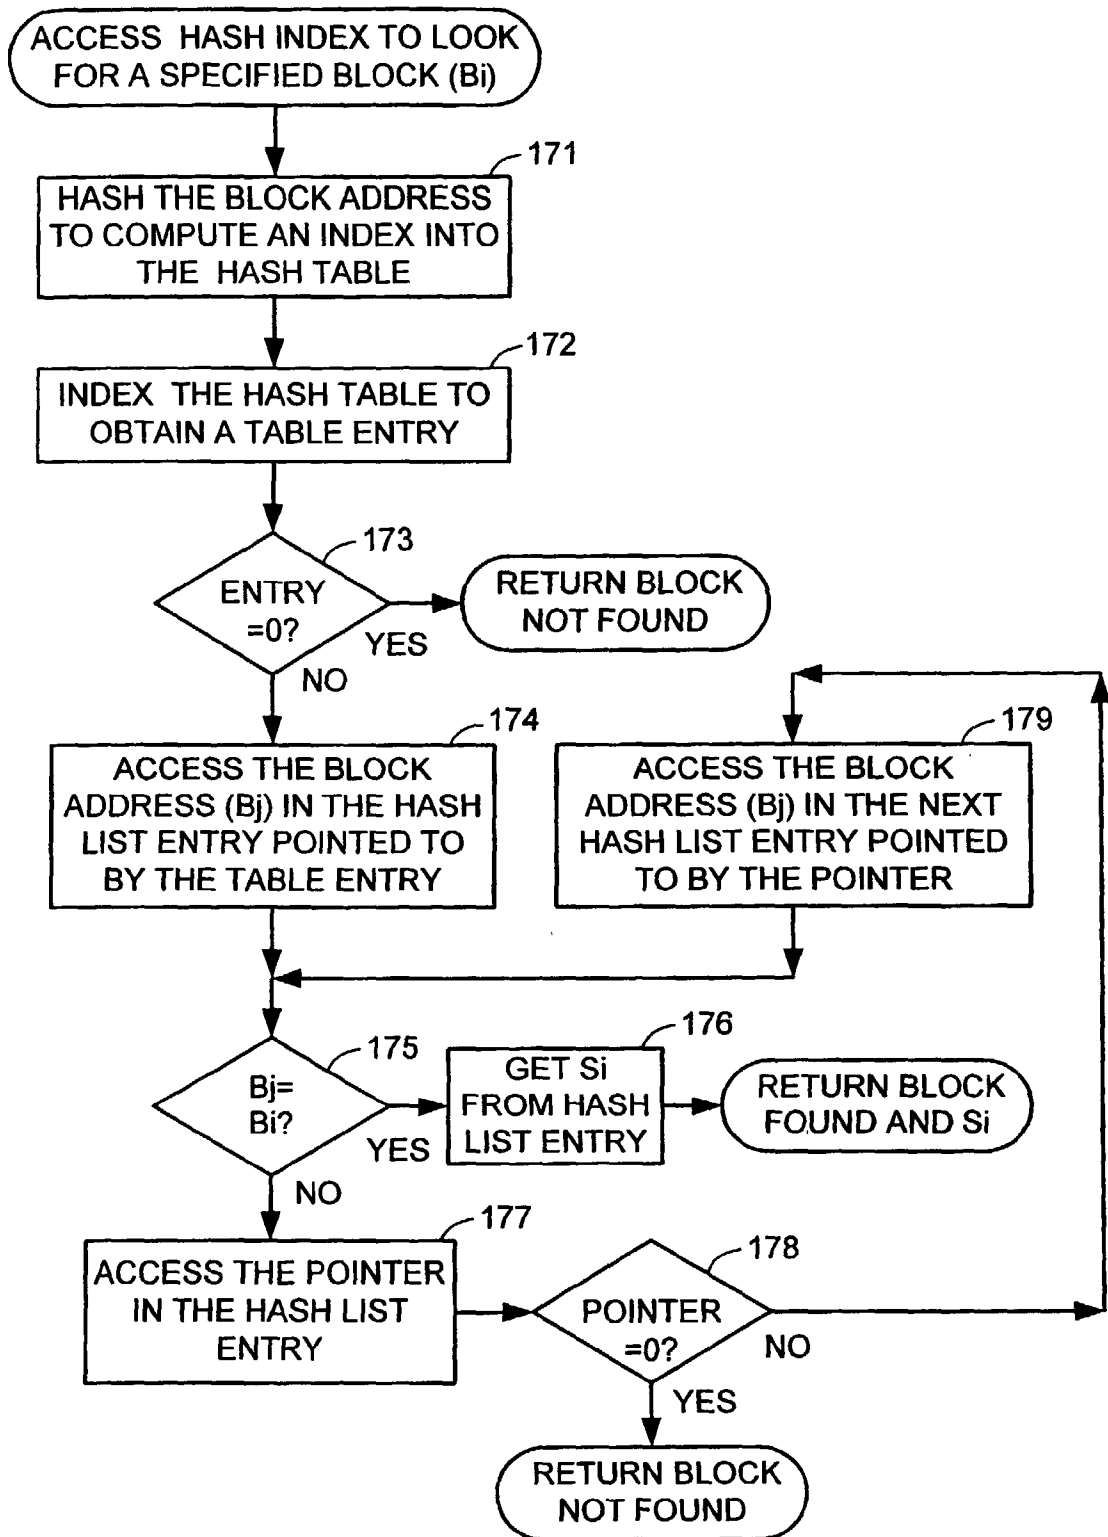 ACCESS HASH INDEX TO LOOK
FOR A SPECIFIED BLOCK (Bi)
171
HASH THE BLOCK ADDRESS
TO COMPUTE AN INDEX INTO
THE HASH TABLE
172
INDEX THE HASH TABLE TO
OBTAIN A TABLE ENTRY
173
ENTRY
=0?
YES
NO
RETURN BLOCK
NOT FOUND
174
ACCESS THE BLOCK
ADDRESS (Bj) IN THE HASH
LIST ENTRY POINTED TO
BY THE TABLE ENTRY
179
ACCESS THE BLOCK
ADDRESS (Bj) IN THE NEXT
HASH LIST ENTRY POINTED
TO BY THE POINTER
175
Bj=
Bi?
YES
NO
176
GET Si
FROM HASH
LIST ENTRY
RETURN BLOCK
FOUND AND Si
177
ACCESS THE POINTER
IN THE HASH LIST
ENTRY
178
POINTER
=0?
NO
YES
RETURN BLOCK
NOT FOUND